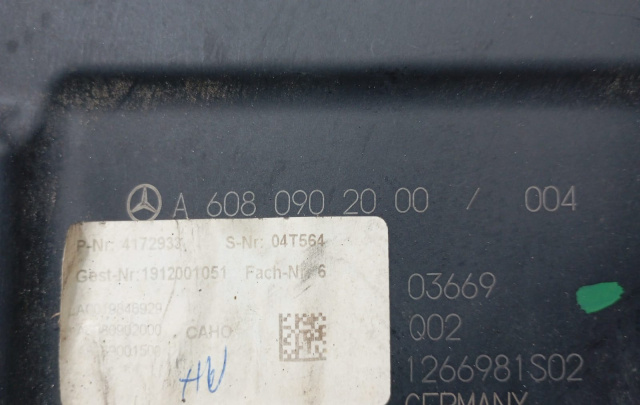 A 608 090 20 00 / 004
P-Nr: 4172933 S-Nr: 04T564
Gest-Nr:1912001051 Fach-Nr: 6
CAHO
HW
03669
Q02
1266981S02
GERMANY